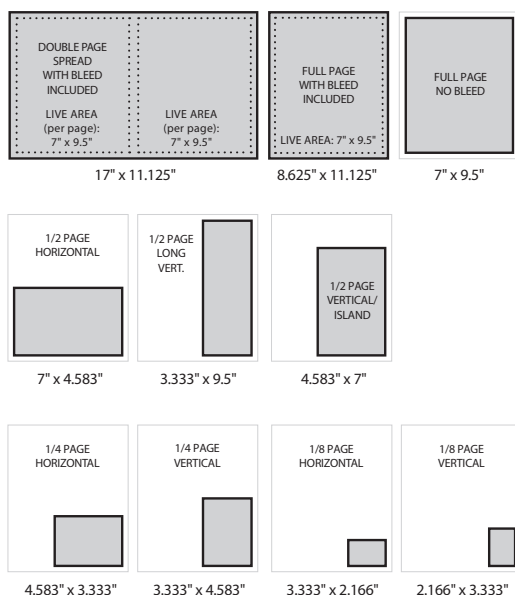 DOUBLE PAGE
SPREAD
WITH BLEED
INCLUDED
LIVE AREA
(per page):
7" x 9.5"
LIVE AREA
(per page):
7" x 9.5"
17" x 11.125"
FULL PAGE
WITH BLEED
INCLUDED
LIVE AREA: 7" x 9.5"
8.625" x 11.125"
FULL PAGE
NO BLEED
7" x 9.5"
1/2 PAGE
HORIZONTAL
7" x 4.583"
1/2 PAGE
LONG
VERT.
3.333" x 9.5"
1/2 PAGE
VERTICAL/
ISLAND
4.583" x 7"
1/4 PAGE
HORIZONTAL
4.583" x 3.333"
1/4 PAGE
VERTICAL
3.333" x 4.583"
1/8 PAGE
HORIZONTAL
3.333" x 2.166"
1/8 PAGE
VERTICAL
2.166" x 3.333"